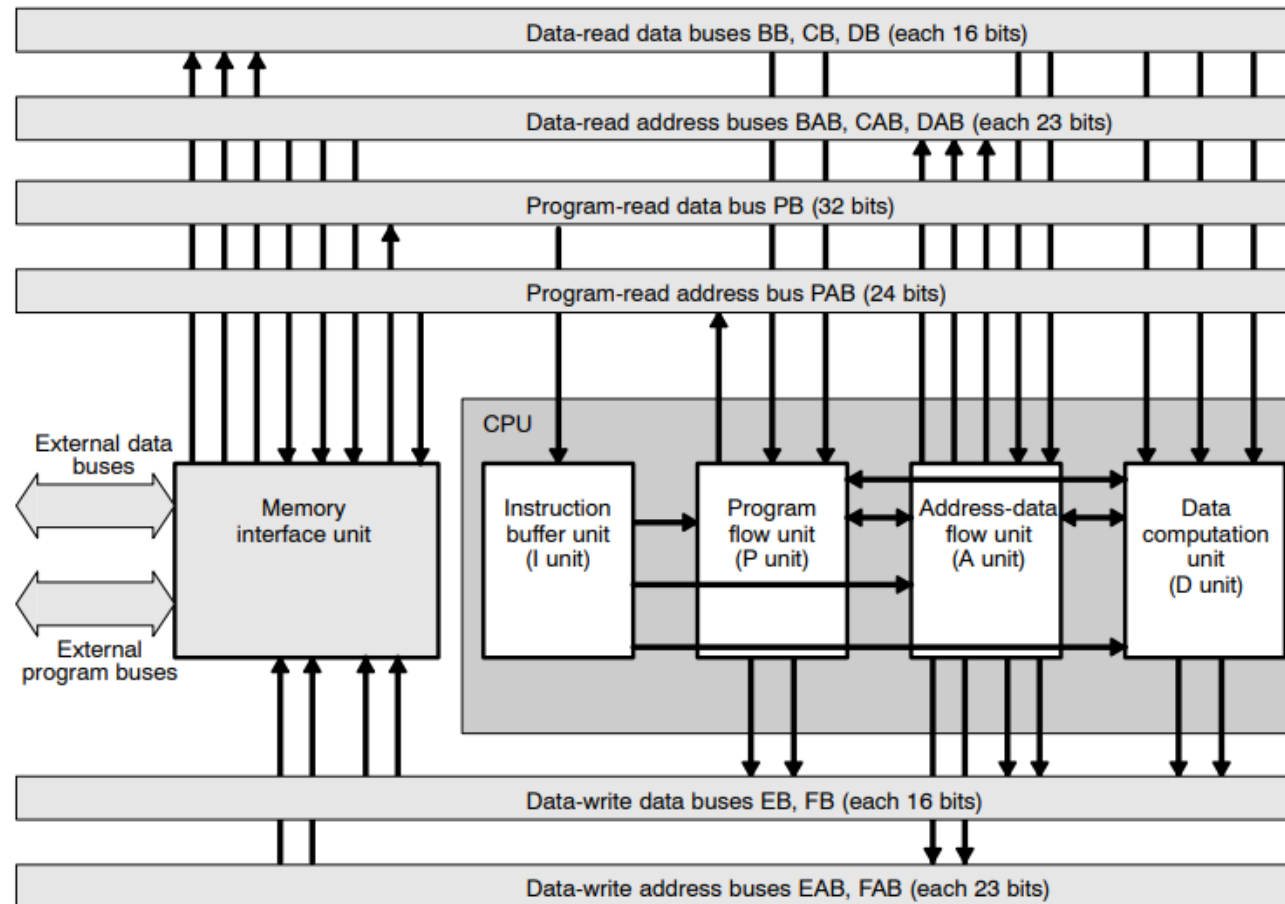 Data-read data buses BB, CB, DB (each 16 bits)
Data-read address buses BAB, CAB, DAB (each 23 bits)
Program-read data bus PB (32 bits)
Program-read address bus PAB (24 bits)
CPU
External data
buses
External
program buses
Memory
interface unit
Instruction
buffer unit
(I unit)
Program
flow unit
(P unit)
Address-data
flow unit
(A unit)
Data
computation
unit
(D unit)
Data-write data buses EB, FB (each 16 bits)
Data-write address buses EAB, FAB (each 23 bits)